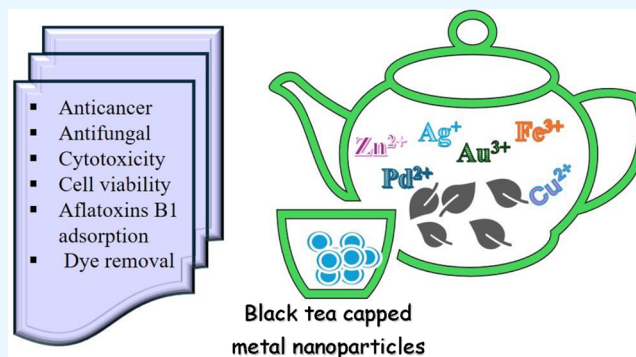 ▪ Anticancer
▪ Antifungal
▪ Cytotoxicity
▪ Cell viability
▪ Aflatoxins B1
adsorption
▪ Dye removal
Zn²⁺
Ag⁺
Au³⁺
Fe³⁺
Pd²⁺
Cu²⁺
Black tea capped
metal nanoparticles